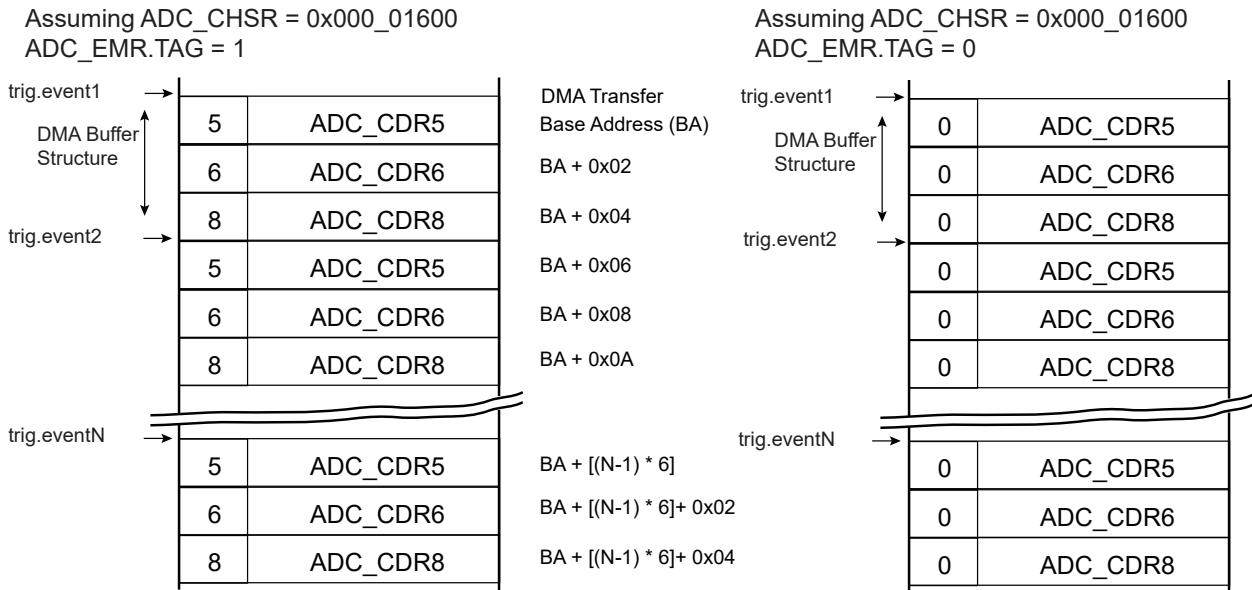 Assuming ADC_CHSR = 0x000_01600
ADC_EMR.TAG = 1
trig.event1
DMA Buffer
Structure
trig.event2
trig.eventN
5 ADC_CDR5
6 ADC_CDR6
8 ADC_CDR8
5 ADC_CDR5
6 ADC_CDR6
8 ADC_CDR8
5 ADC_CDR5
6 ADC_CDR6
8 ADC_CDR8
DMA Transfer
Base Address (BA)
BA + 0x02
BA + 0x04
BA + 0x06
BA + 0x08
BA + 0x0A
BA + [(N-1) * 6]
BA + [(N-1) * 6]+ 0x02
BA + [(N-1) * 6]+ 0x04
Assuming ADC_CHSR = 0x000_01600
ADC_EMR.TAG = 0
trig.event1
DMA Buffer
Structure
trig.event2
trig.eventN
0 ADC_CDR5
0 ADC_CDR6
0 ADC_CDR8
0 ADC_CDR5
0 ADC_CDR6
0 ADC_CDR8
0 ADC_CDR5
0 ADC_CDR6
0 ADC_CDR8